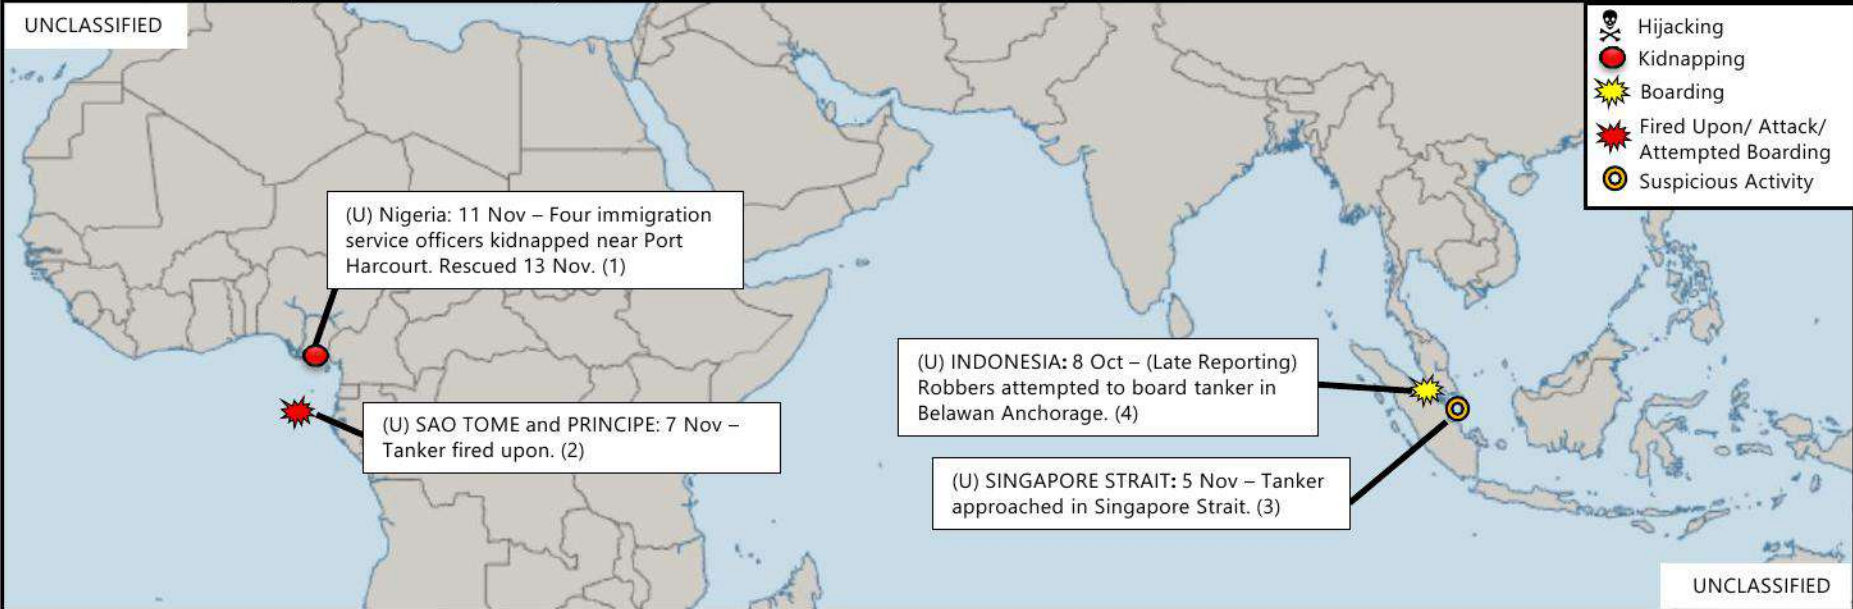 UNCLASSIFIED
Hijacking
Kidnapping
Boarding
Fired Upon/ Attack/
Attempted Boarding
Suspicious Activity
(U) Nigeria: 11 Nov – Four immigration
service officers kidnapped near Port
Harcourt. Rescued 13 Nov. (1)
(U) SAO TOME and PRINCIPE: 7 Nov –
Tanker fired upon. (2)
(U) INDONESIA: 8 Oct – (Late Reporting)
Robbers attempted to board tanker in
Belawan Anchorage. (4)
(U) SINGAPORE STRAIT: 5 Nov – Tanker
approached in Singapore Strait. (3)
UNCLASSIFIED